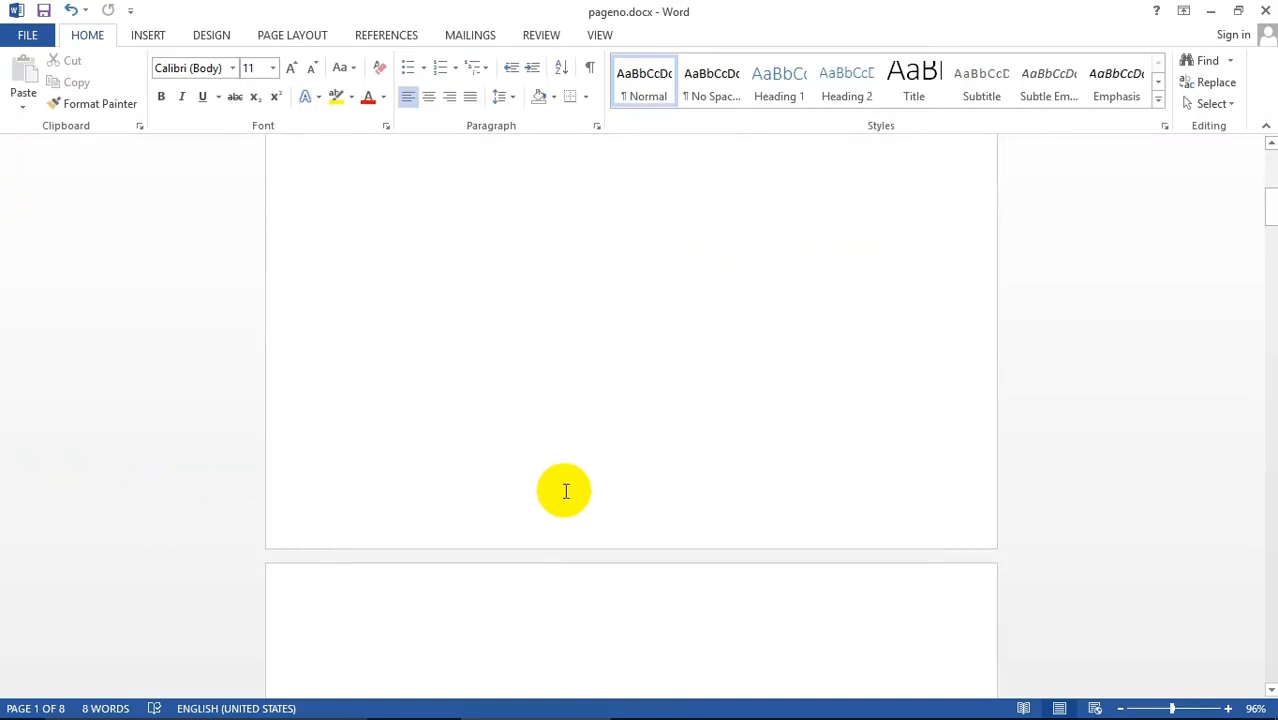 pageno.docx - Word
?
FILE HOME INSERT DESIGN PAGE LAYOUT REFERENCES MAILINGS REVIEW VIEW Sign in
Paste
Cut
Copy
Format Painter
Clipboard
Calibri (Body) 11
Font
Paragraph
AaBbCcDc AaBbCcDc AaBbCc AaBbCcD AaBl AaBbCcD AaBbCcDc AaBbCcDc
¶ Normal ¶ No Spac... Heading 1 Heading 2 Title Subtitle Subtle Em... Emphasis
Styles
Find
Replace
Select
Editing
PAGE 1 OF 8 8 WORDS ENGLISH (UNITED STATES) 96%